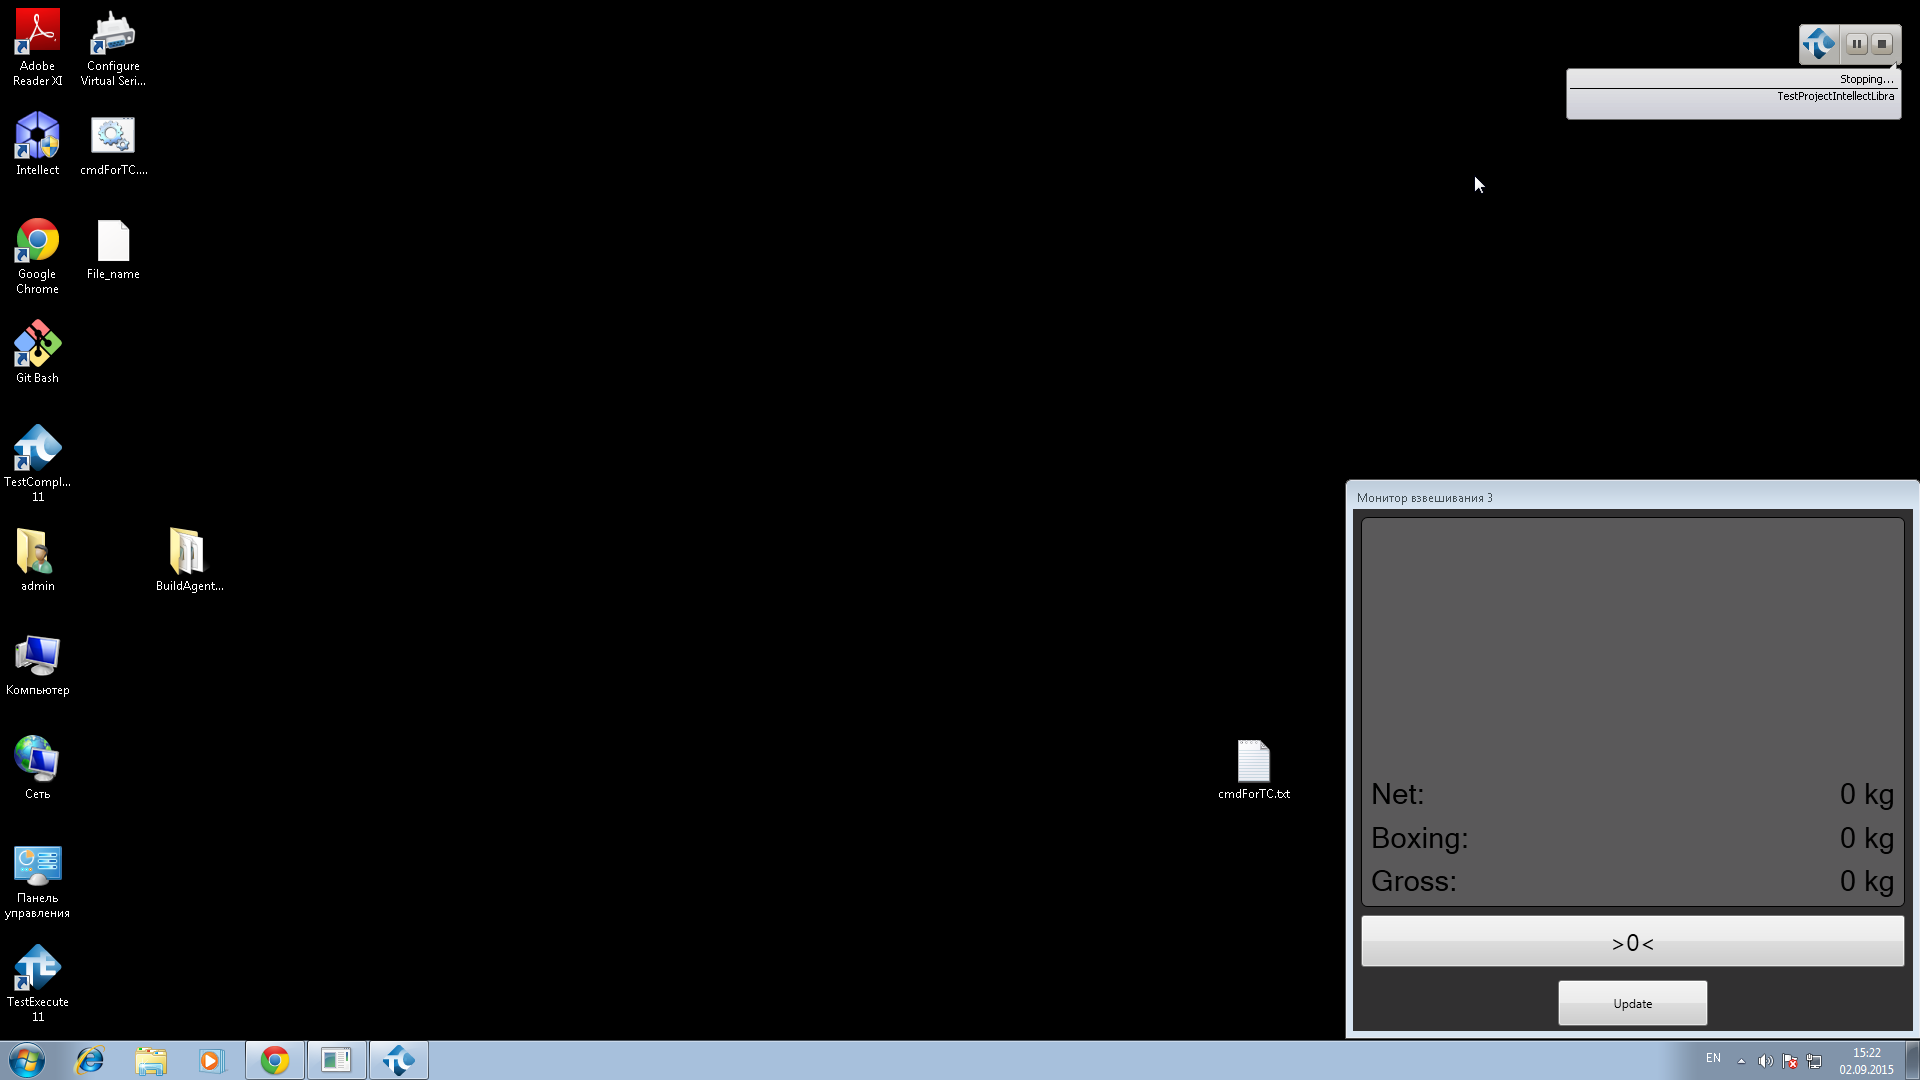 Adobe
Reader XI
Configure
Virtual Seri...
Intellect
cmdForTC....
Google
Chrome
File_name
Git Bash
TestCompl...
11
admin
BuildAgent...
Компьютер
Сеть
Панель
управления
TestExecute
11
cmdForTC.txt
Stopping...
TestProjectIntellectLibra
Монитор взвешивания 3
Net: 0 kg
Boxing: 0 kg
Gross: 0 kg
>0<
Update
EN
15:22
02.09.2015